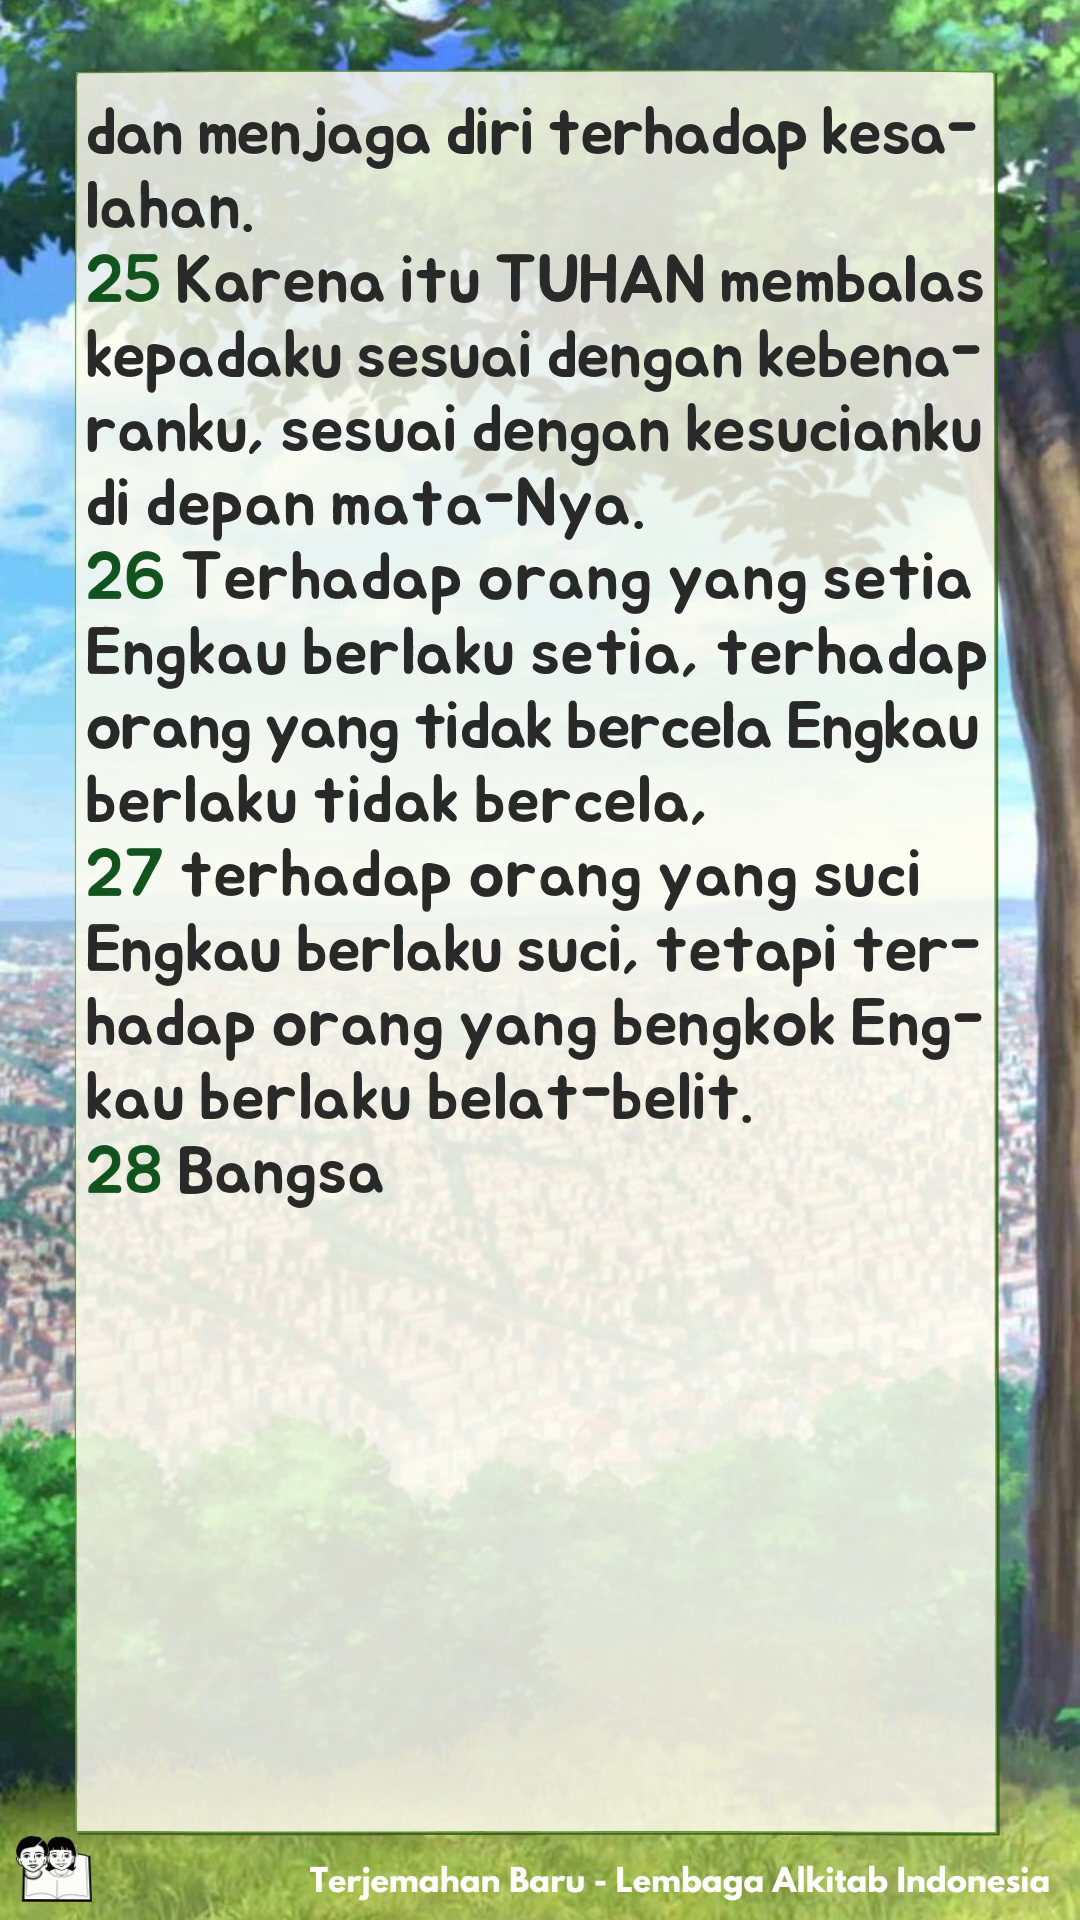 dan menjaga diri terhadap kesa-
lahan.
25 Karena itu TUHAN membalas
kepadaku sesuai dengan kebena-
ranku, sesuai dengan kesucianku
di depan mata-Nya.
26 Terhadap orang yang setia
Engkau berlaku setia, terhadap
orang yang tidak bercela Engkau
berlaku tidak bercela,
27 terhadap orang yang suci
Engkau berlaku suci, tetapi ter-
hadap orang yang bengkok Eng-
kau berlaku belat-belit.
28 Bangsa
Terjemahan Baru - Lembaga Alkitab Indonesia